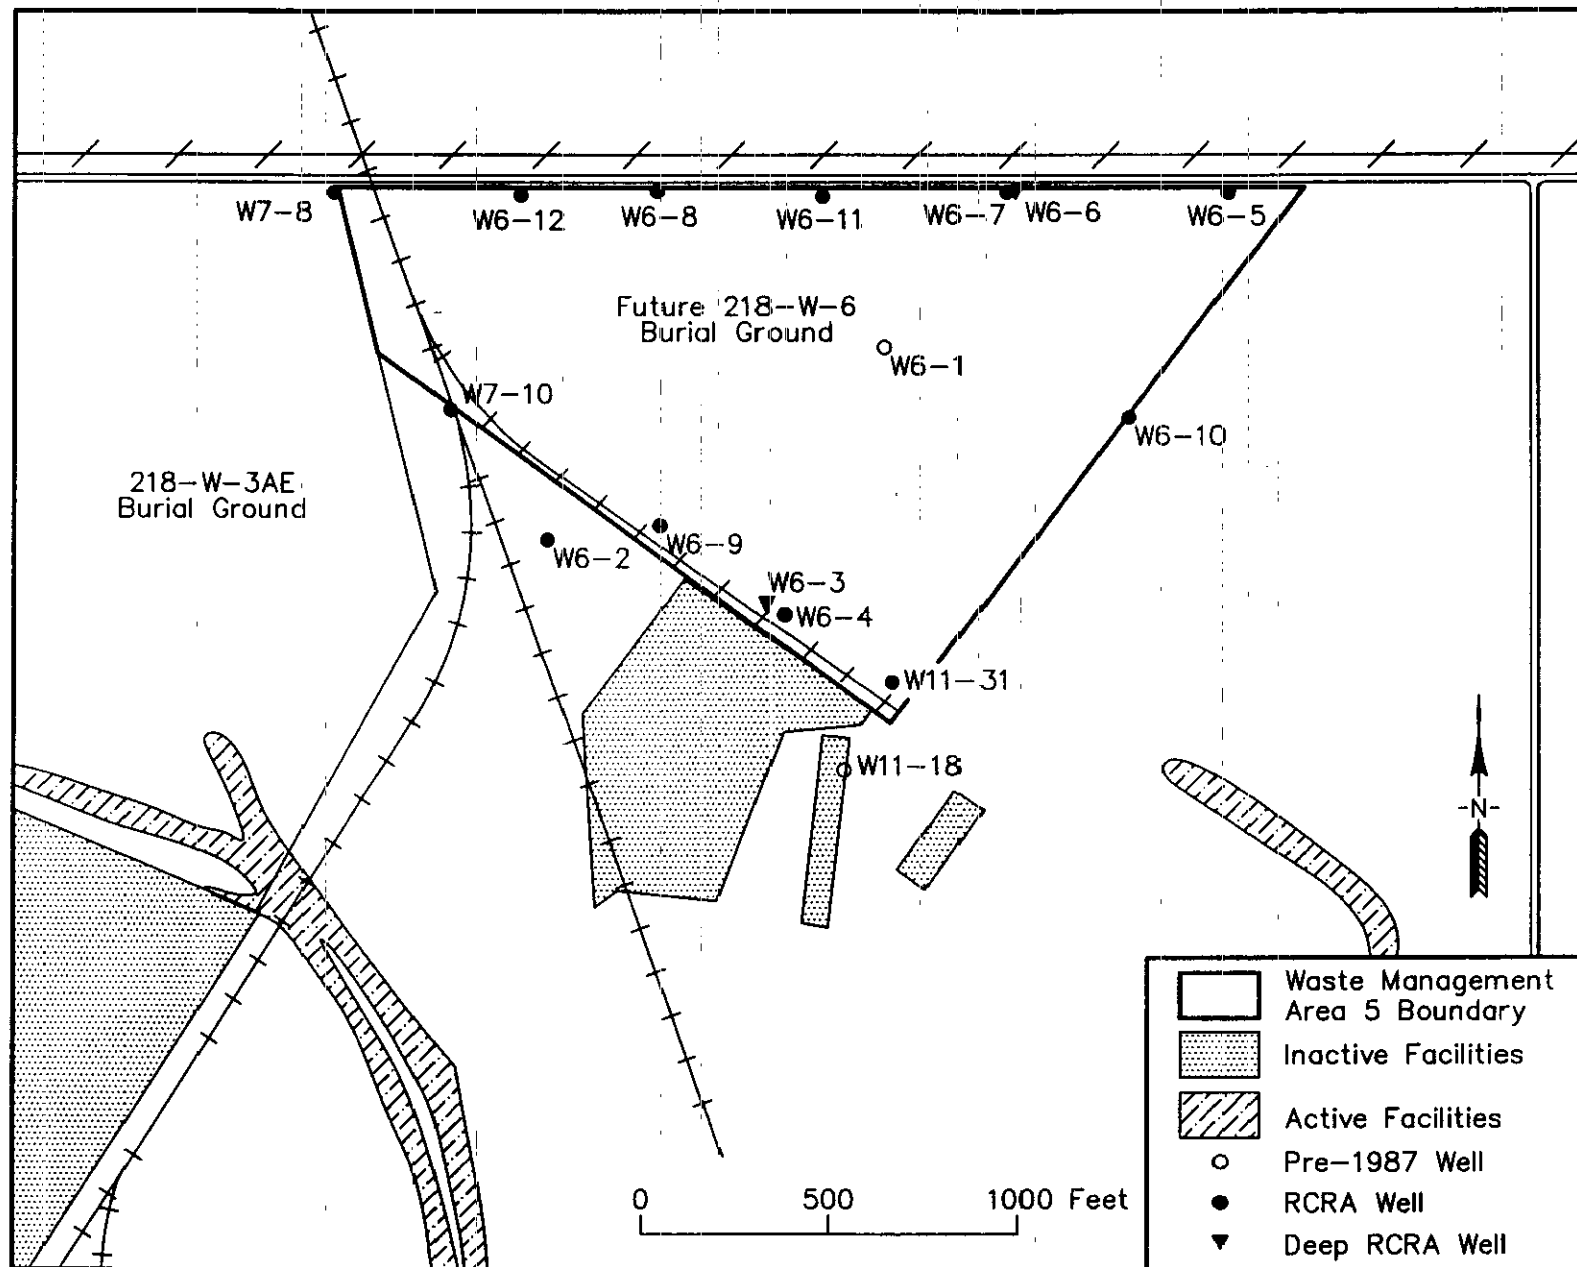 W7-8
W6-12
W6-8
W6-11
W6-7
W6-6
W6-5
Future 218-W-6
Burial Ground
W6-1
W7-10
W6-10
218-W-3AE
Burial Ground
W6-2
W6-9
W6-3
W6-4
W11-31
W11-18
-N-
Waste Management
Area 5 Boundary
Inactive Facilities
Active Facilities
Pre-1987 Well
RCRA Well
Deep RCRA Well
0 500 1000 Feet